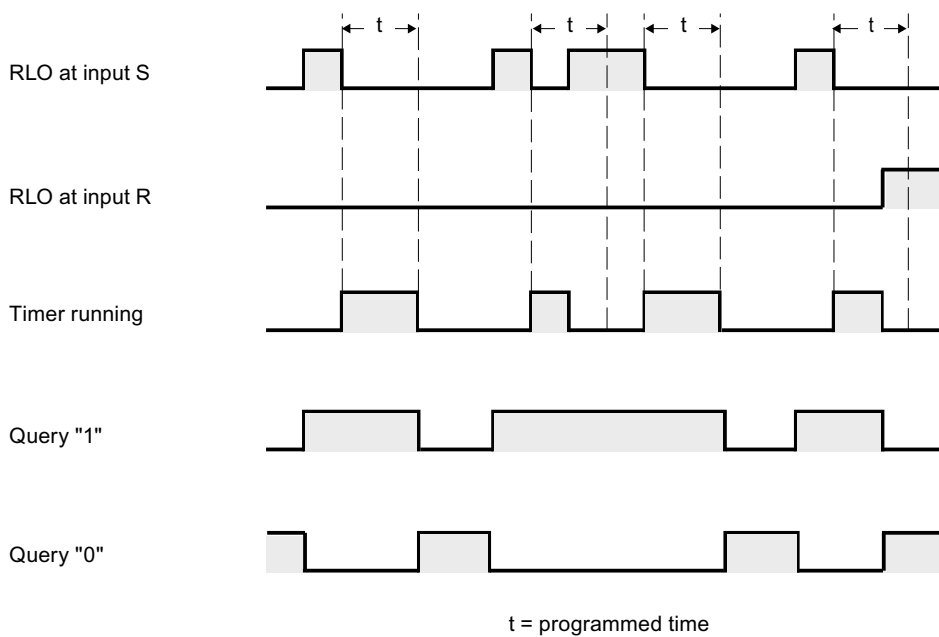 t t t t
RLO at input S
RLO at input R
Timer running
Query "1"
Query "0"
t = programmed time